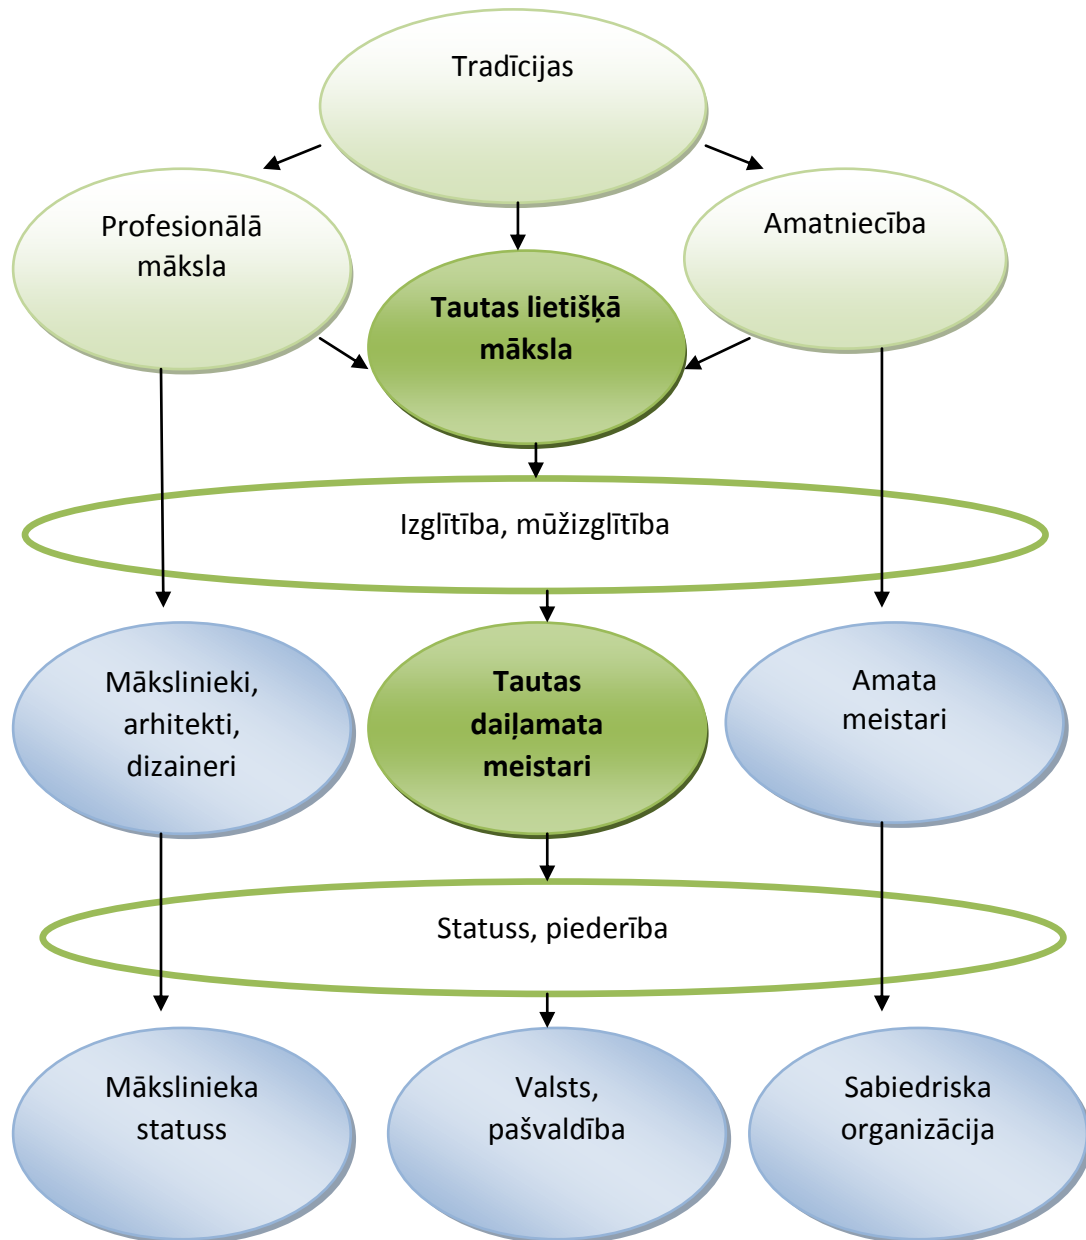 Tradīcijas
Profesionālā
māksla
Amatniecība
Tautas lietišķā
māksla
Izglītība, mūžizglītība
Mākslinieki,
arhitekti,
dizaineri
Tautas
daiļamata
meistari
Amata
meistari
Statuss, piederība
Mākslinieka
statuss
Valsts,
pašvaldība
Sabiedriska
organizācija